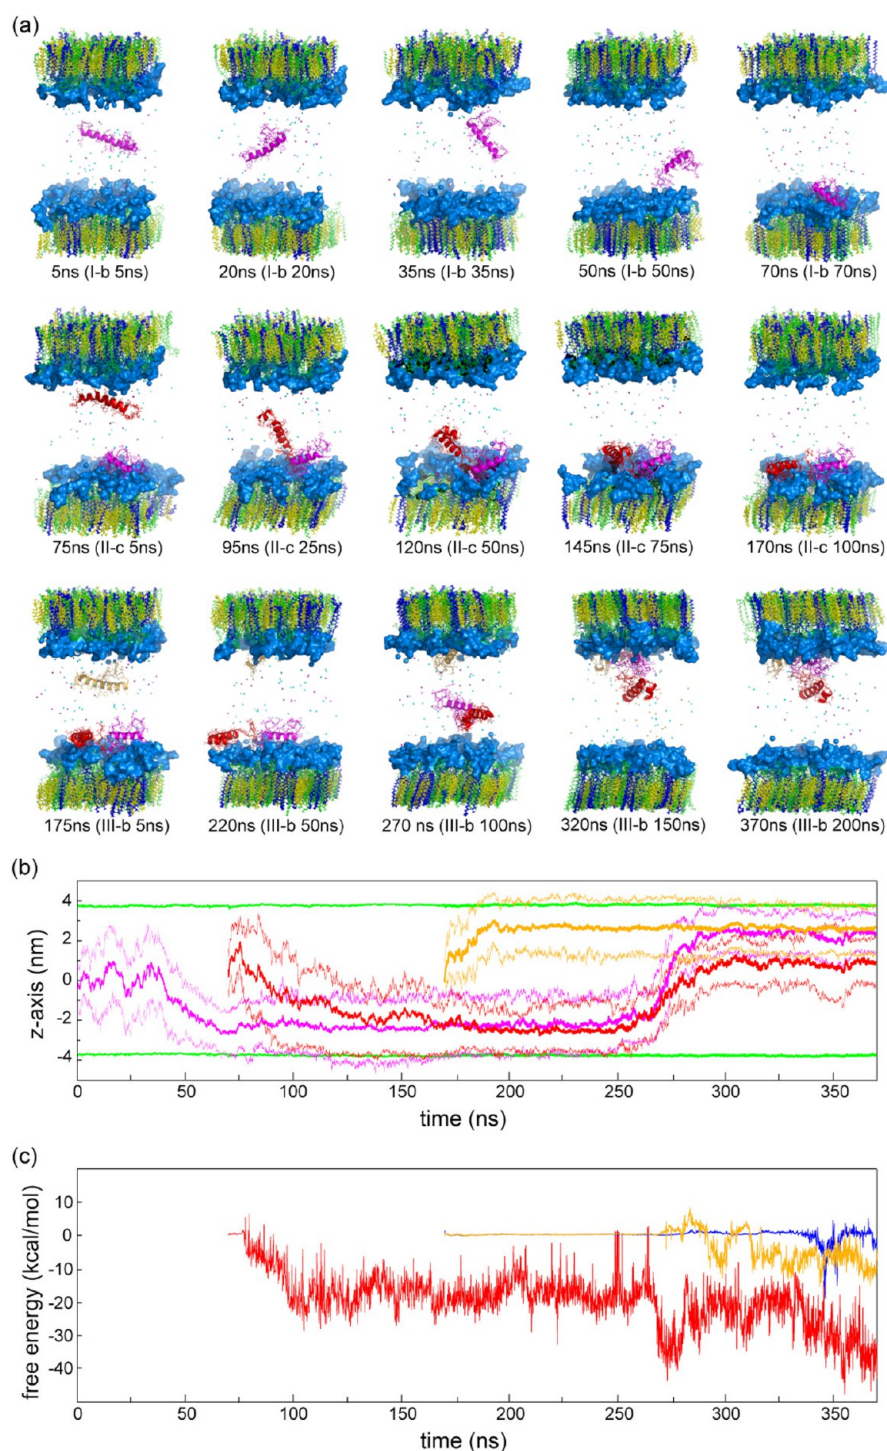 (a)
5ns (I-b 5ns) 20ns (I-b 20ns) 35ns (I-b 35ns) 50ns (I-b 50ns) 70ns (I-b 70ns)
75ns (II-c 5ns) 95ns (II-c 25ns) 120ns (II-c 50ns) 145ns (II-c 75ns) 170ns (II-c 100ns)
175ns (III-b 5ns) 220ns (III-b 50ns) 270 ns (III-b 100ns) 320ns (III-b 150ns) 370ns (III-b 200ns)
(b)
z-axis (nm)
4
2
0
-2
-4
0 50 100 150 200 250 300 350
time (ns)
(c)
free energy (kcal/mol)
10
0
-10
-20
-30
-40
0 50 100 150 200 250 300 350
time (ns)